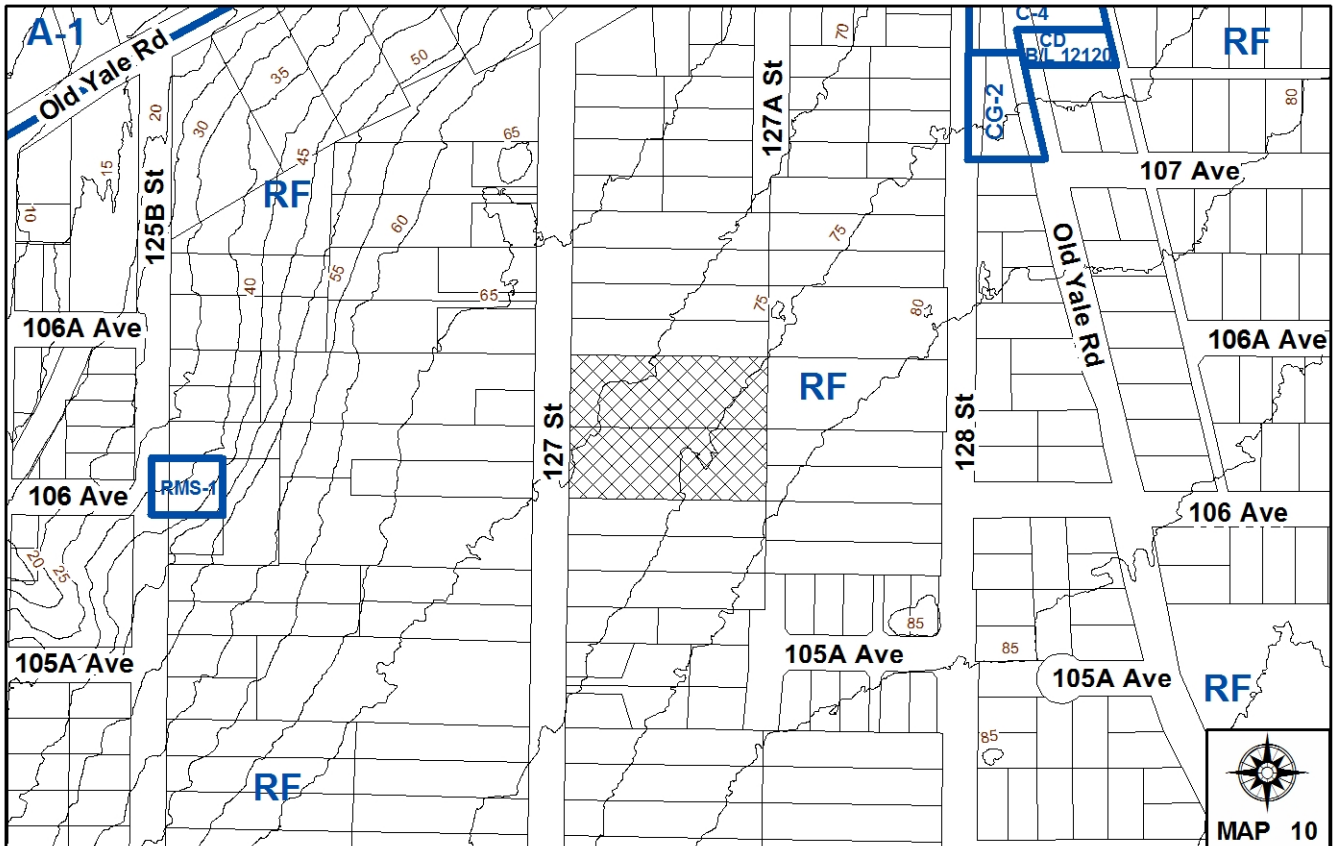 C-4
A-1
CD
B/L 12120
RF
Old Yale Rd
50
35
70
20
30
80
CG-2
127A St
65
15
45
107 Ave
RF
125B St
10
60
75
Old Yale Rd
55
40
65
75
80
106A Ave
106A Ave
RF
127 St
128 St
RMS-1
106 Ave
106 Ave
20
25
85
85
105A Ave
105A Ave
105A Ave
RF
85
RF
MAP 10